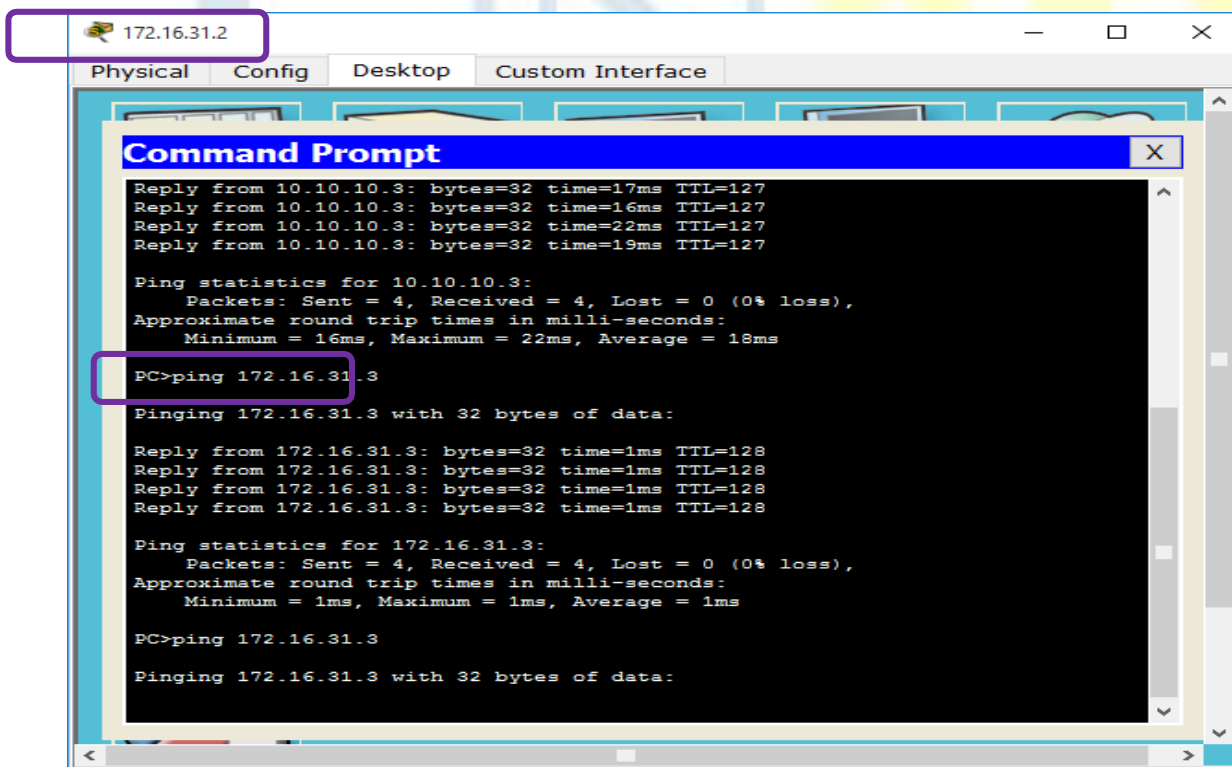 172.16.31.2
Physical Config Desktop Custom Interface
Command Prompt X
Reply from 10.10.10.3: bytes=32 time=17ms TTL=127
Reply from 10.10.10.3: bytes=32 time=16ms TTL=127
Reply from 10.10.10.3: bytes=32 time=22ms TTL=127
Reply from 10.10.10.3: bytes=32 time=19ms TTL=127
Ping statistics for 10.10.10.3:
Packets: Sent = 4, Received = 4, Lost = 0 (0% loss),
Approximate round trip times in milli-seconds:
Minimum = 16ms, Maximum = 22ms, Average = 18ms
PC>ping 172.16.31.3
Pinging 172.16.31.3 with 32 bytes of data:
Reply from 172.16.31.3: bytes=32 time=1ms TTL=128
Reply from 172.16.31.3: bytes=32 time=1ms TTL=128
Reply from 172.16.31.3: bytes=32 time=1ms TTL=128
Reply from 172.16.31.3: bytes=32 time=1ms TTL=128
Ping statistics for 172.16.31.3:
Packets: Sent = 4, Received = 4, Lost = 0 (0% loss),
Approximate round trip times in milli-seconds:
Minimum = 1ms, Maximum = 1ms, Average = 1ms
PC>ping 172.16.31.3
Pinging 172.16.31.3 with 32 bytes of data: